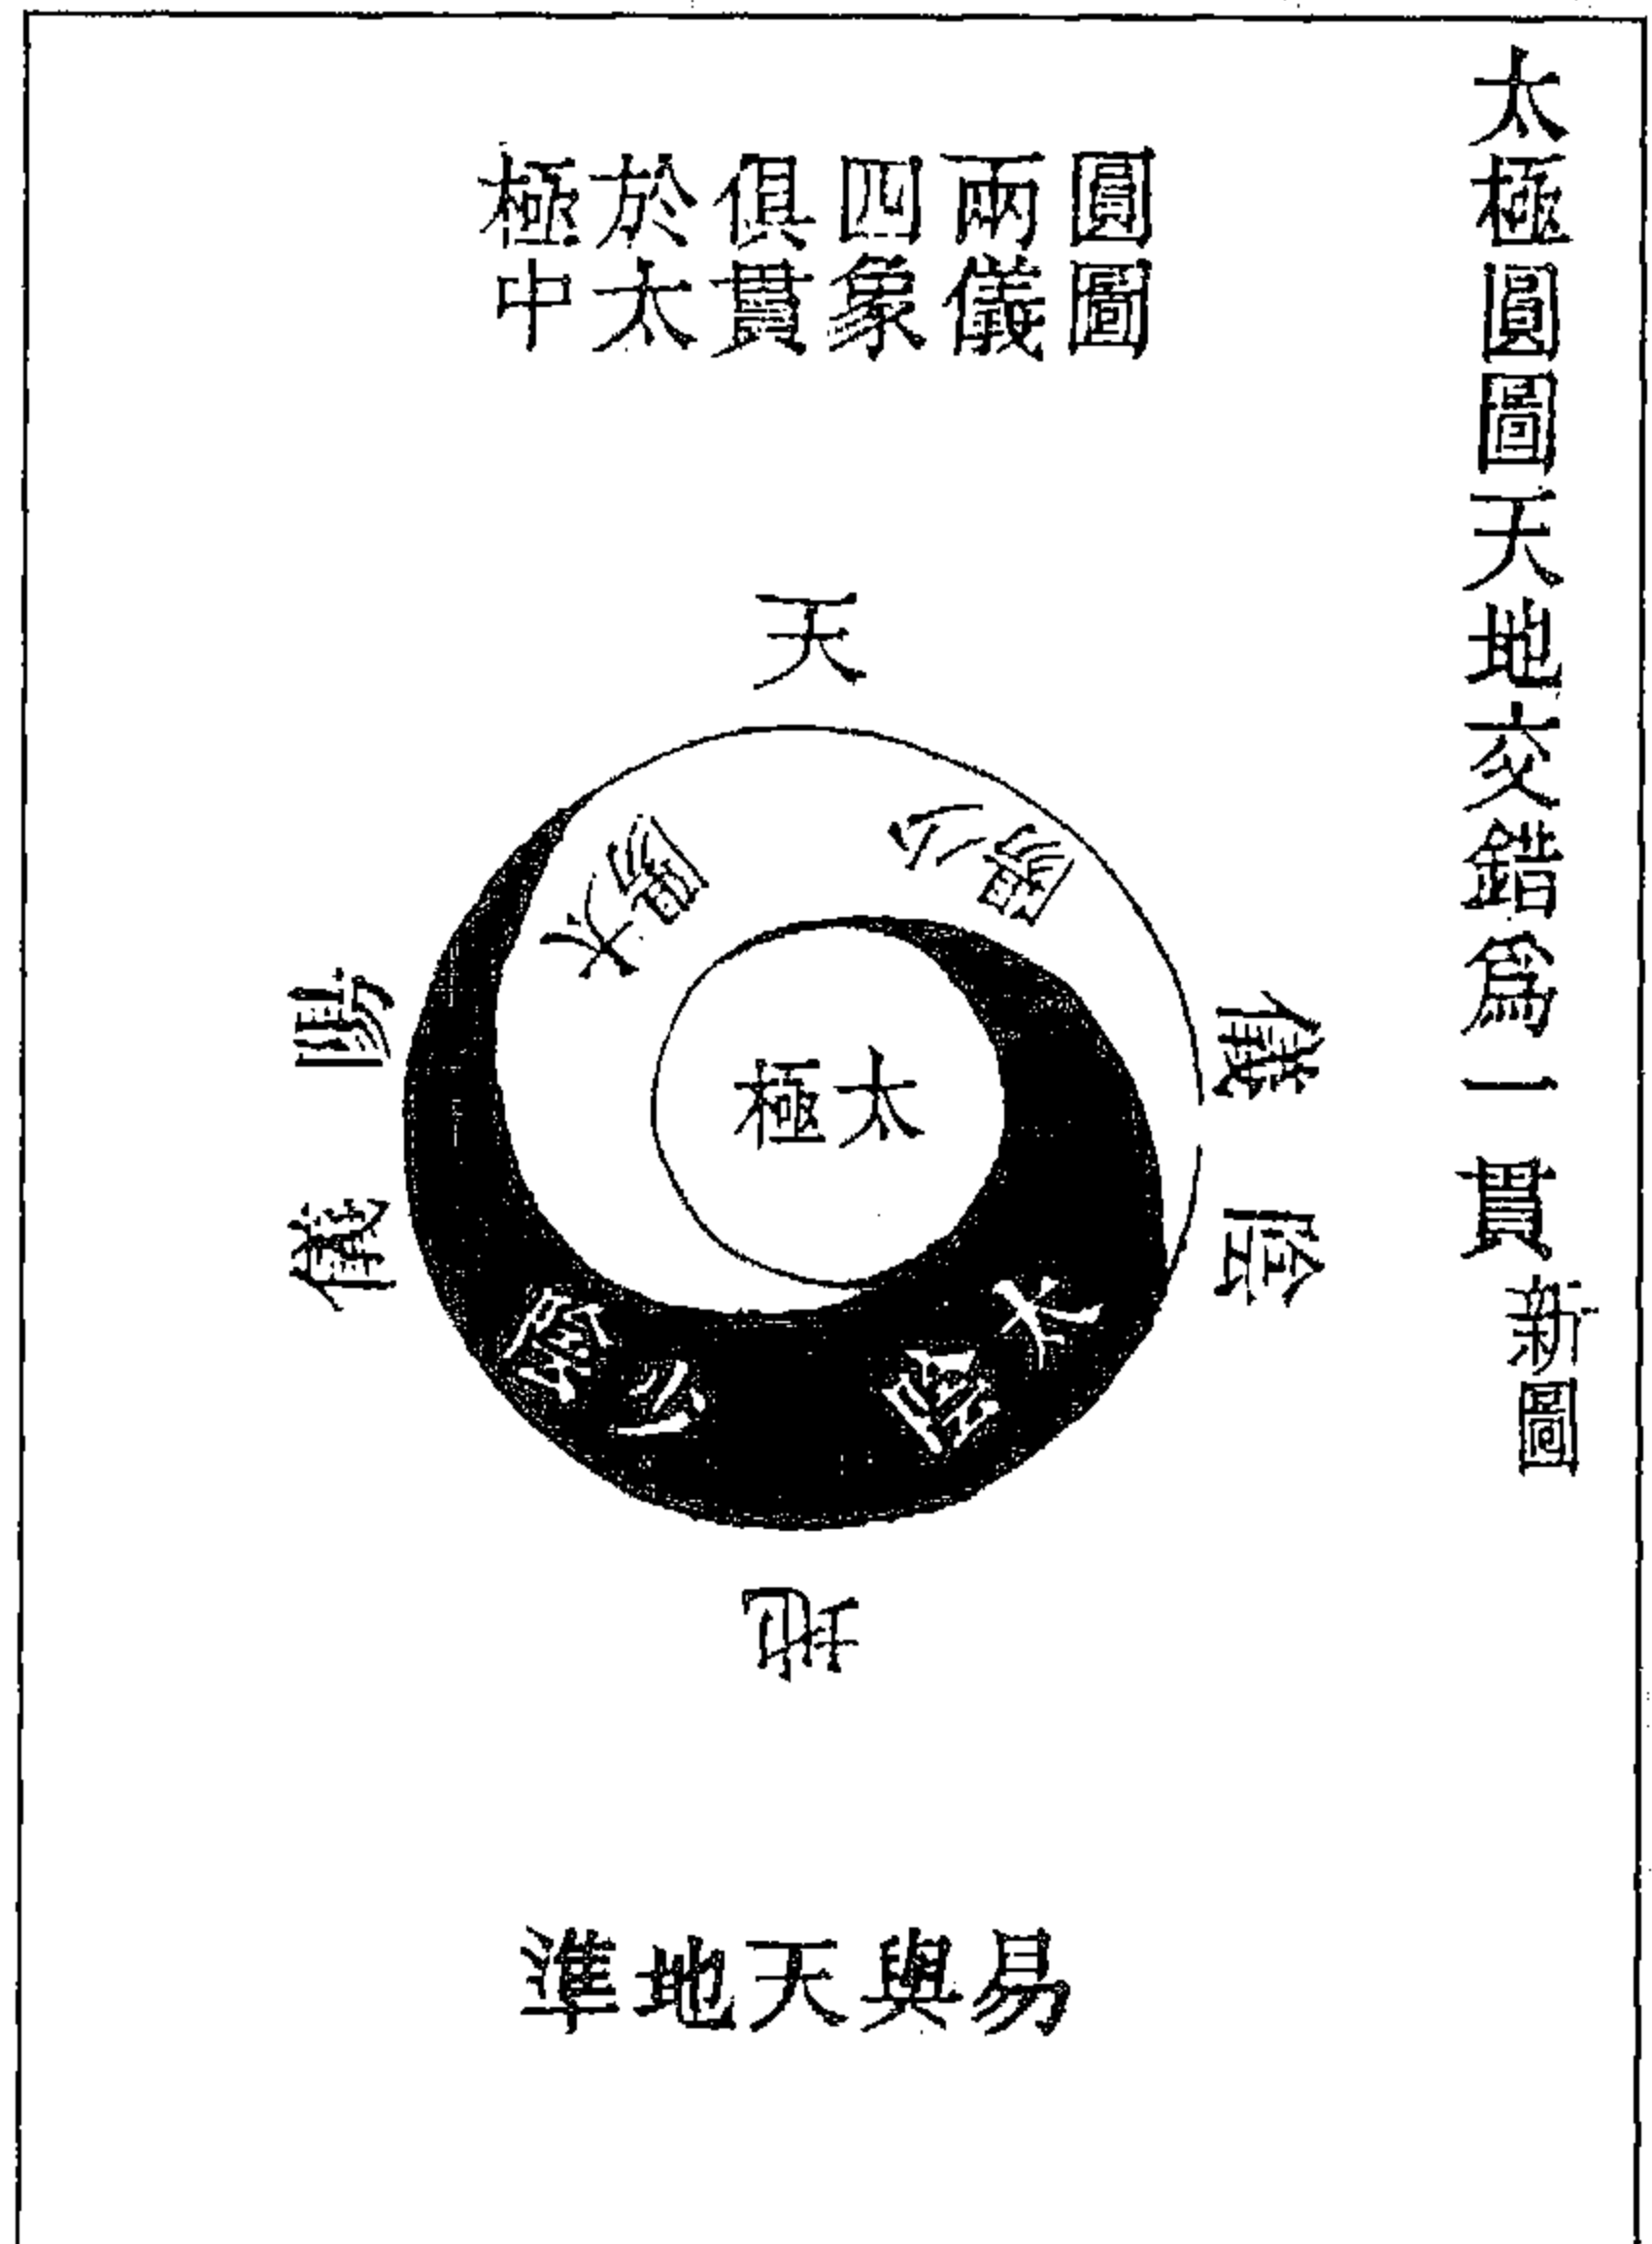 太極圓圖天地交錯爲一貫新圖
圓圖
兩儀
四象
俱貫
於太
極中
天
太陽
少陽
陽儀
陰儀
太極
少陰
太陰
地
易與天地準